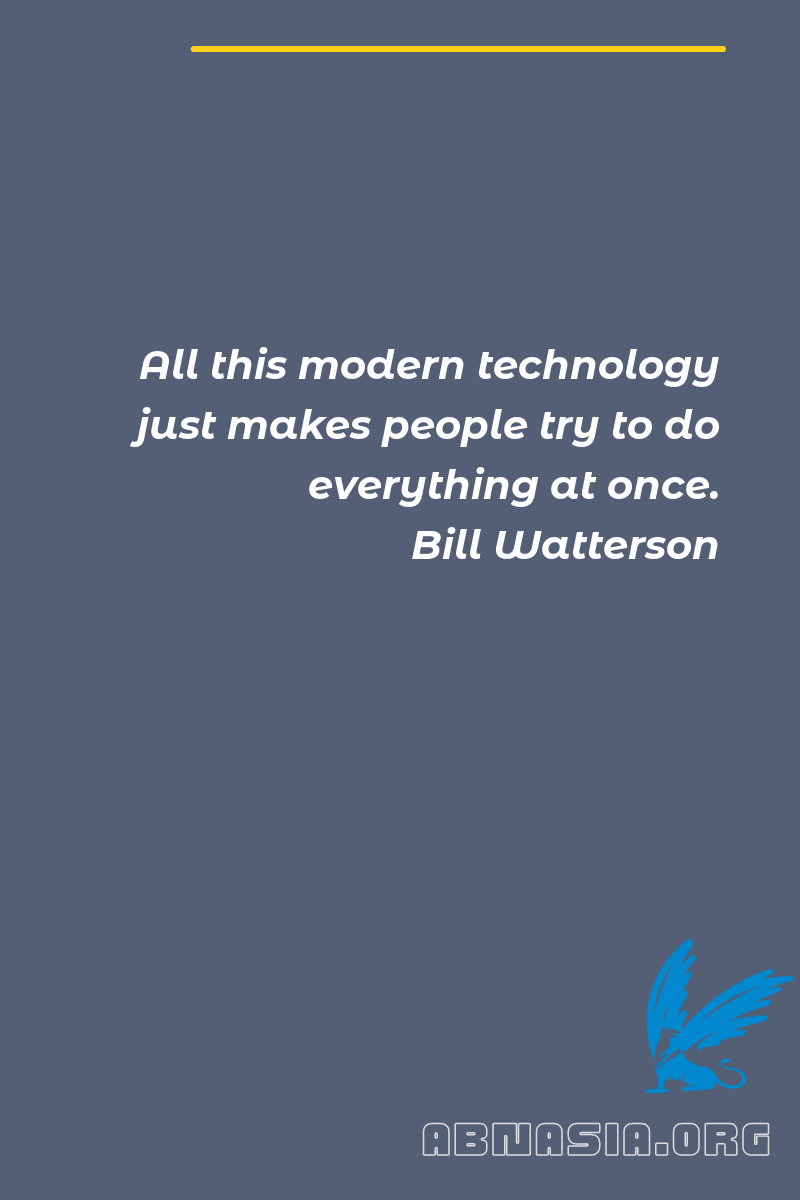 All this modern technology
just makes people try to do
everything at once.
Bill Watterson
ABNASIA.ORG